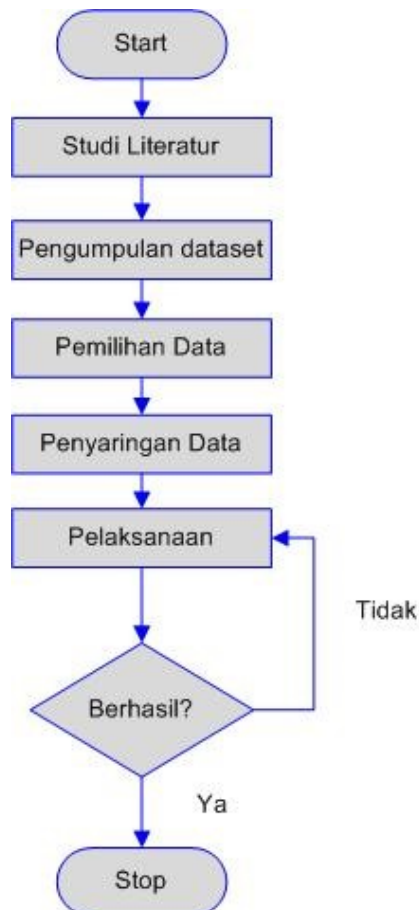 Start
Studi Literatur
Pengumpulan dataset
Pemilihan Data
Penyaringan Data
Pelaksanaan
Tidak
Berhasil?
Ya
Stop